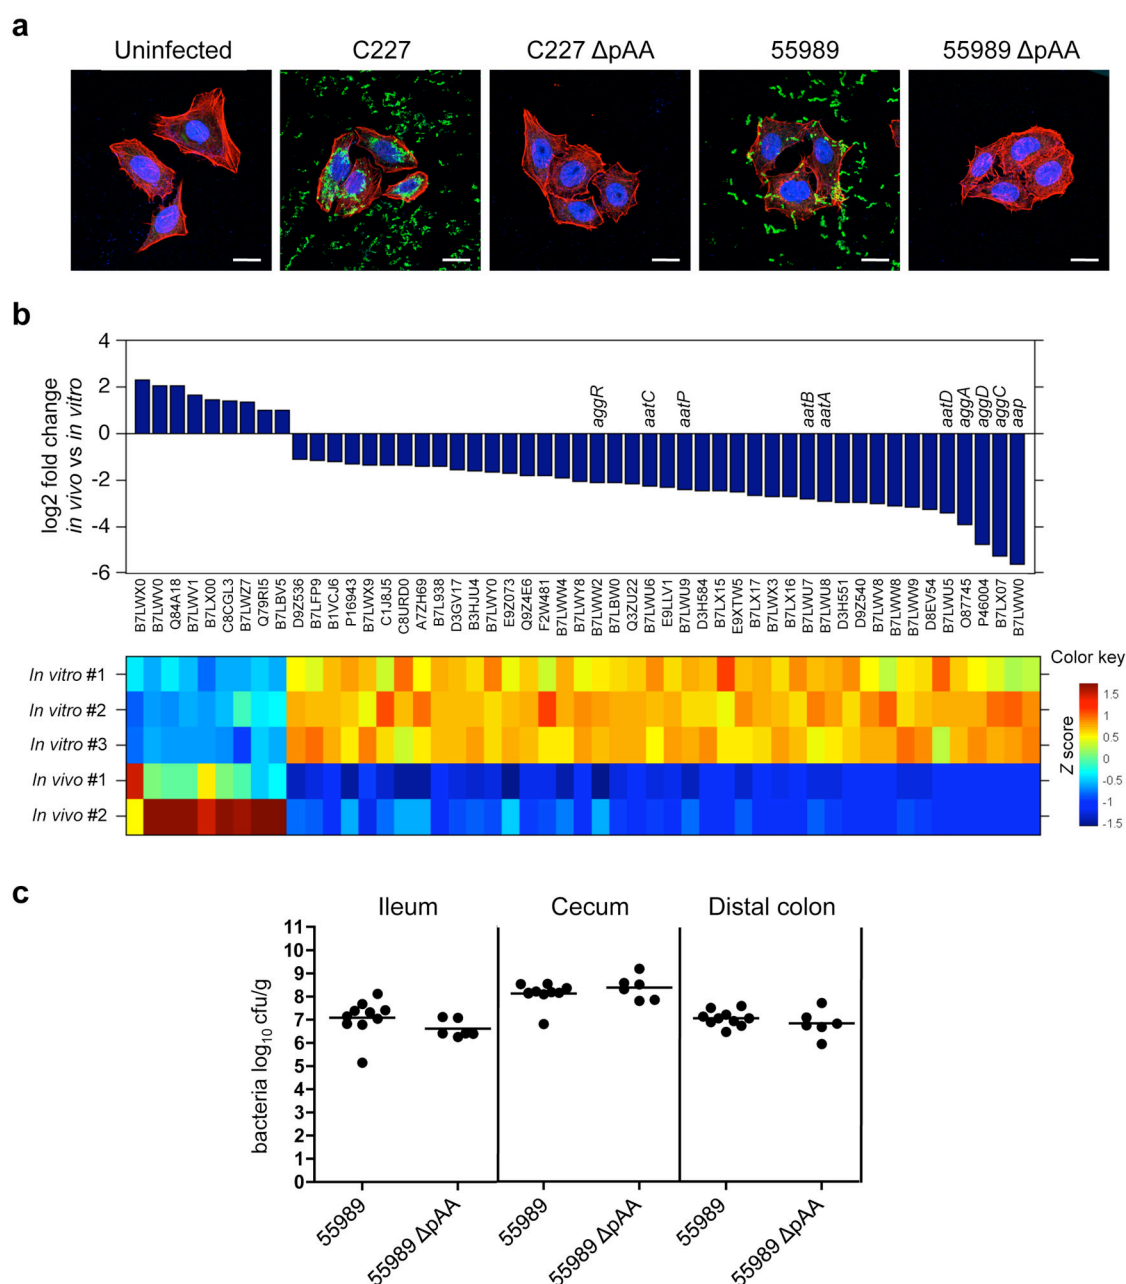 a
Uninfected
C227
C227 ΔpAA
55989
55989 ΔpAA
b
log2 fold change
in vivo vs in vitro
4
2
0
-2
-4
-6
aggR
aatC
aatP
aatB
aatA
aatD
aggA
aggD
aggC
aap
B7LWX0
B7LWV0
Q84A18
B7LWV1
B7LX00
C8CGL3
B7LWZ7
Q79RI5
B7LBV5
D9Z536
B7LFP9
B1VCJ6
P16943
B7LWX9
C1J8J5
C8URD0
A7ZH69
B7L938
D3GV17
B3HJU4
B7LWY0
E9Z073
Q9Z4E6
F2W481
B7LWW4
B7LWY8
B7LWW2
B7LBW0
Q3ZU22
B7LWU6
E9LLV1
B7LWU9
D3H584
B7LX15
E9XTW5
B7LX17
B7LWX3
B7LX16
B7LWU7
B7LWU8
D3H551
D9Z540
B7LWV8
B7LWW8
B7LWW9
D8EV54
B7LWU5
O87745
P46004
B7LX07
B7LWW0
In vitro #1
In vitro #2
In vitro #3
In vivo #1
In vivo #2
Color key
1.5
1
0.5
0
-0.5
-1
-1.5
Z score
c
Ileum
Cecum
Distal colon
bacteria log10 cfu/g
11
10
9
8
7
6
5
4
3
2
1
0
55989
55989 ΔpAA
55989
55989 ΔpAA
55989
55989 ΔpAA